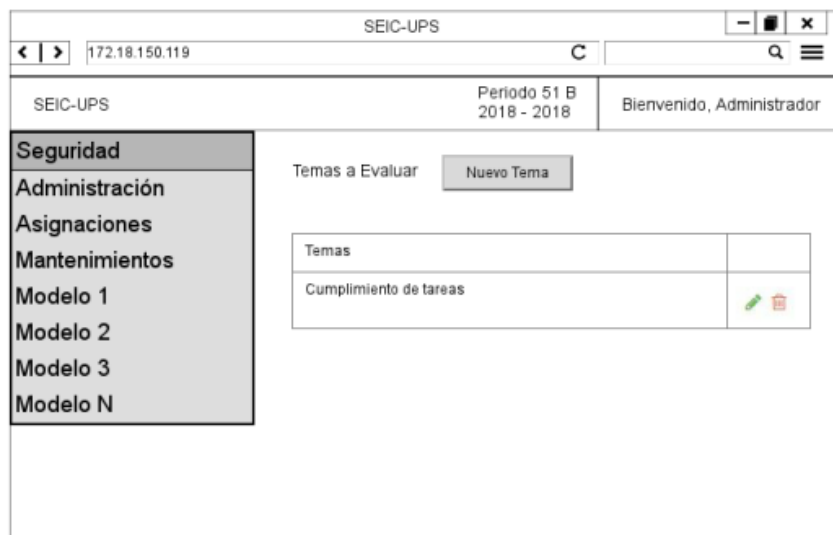 SEIC-UPS
172.18.150.119
SEIC-UPS
Periodo 51 B
2018 - 2018
Bienvenido, Administrador
Seguridad
Administración
Asignaciones
Mantenimientos
Modelo 1
Modelo 2
Modelo 3
Modelo N
Temas a Evaluar
Nuevo Tema
Temas
Cumplimiento de tareas